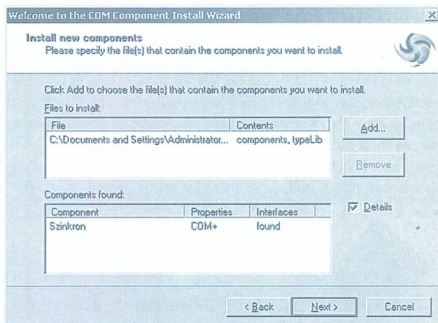 Welcome to the COM Component Install Wizard
Install new components
Please specify the file(s) that contain the components you want to install.
Click Add to choose the file(s) that contain the components you want to install.
Files to install:
File Contents
C:\Documents and Settings\Administrator... components, typeLib
Add...
Remove
Components found:
Component Properties Interfaces
Szinkron COM+ found
Details
< Back Next > Cancel